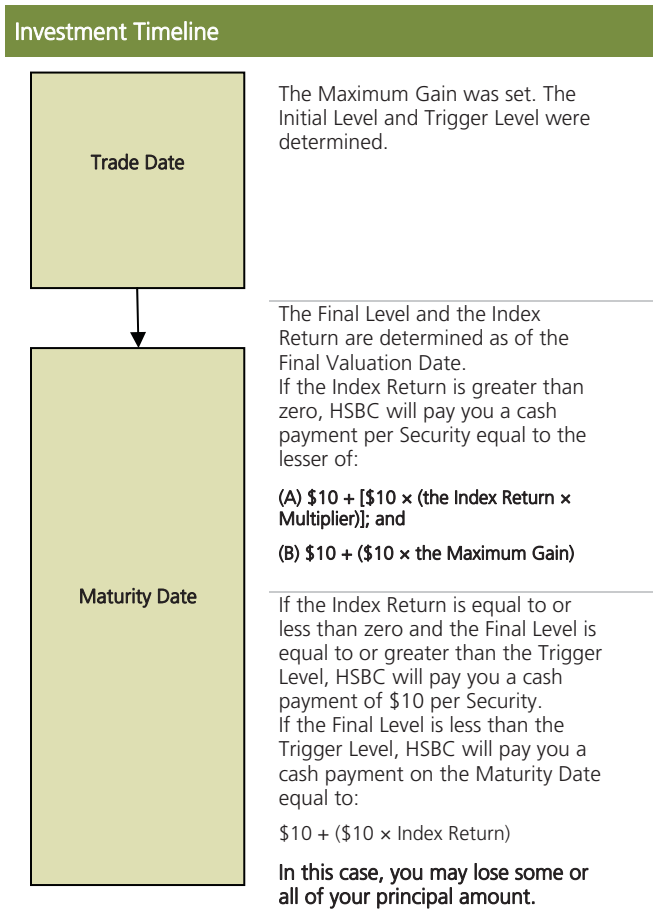 Investment Timeline
Trade Date
The Maximum Gain was set. The
Initial Level and Trigger Level were
determined.
Maturity Date
The Final Level and the Index
Return are determined as of the
Final Valuation Date.
If the Index Return is greater than
zero, HSBC will pay you a cash
payment per Security equal to the
lesser of:
(A) $10 + [$10 × (the Index Return ×
Multiplier)]; and
(B) $10 + ($10 × the Maximum Gain)
If the Index Return is equal to or
less than zero and the Final Level is
equal to or greater than the Trigger
Level, HSBC will pay you a cash
payment of $10 per Security.
If the Final Level is less than the
Trigger Level, HSBC will pay you a
cash payment on the Maturity Date
equal to:
$10 + ($10 × Index Return)
In this case, you may lose some or
all of your principal amount.